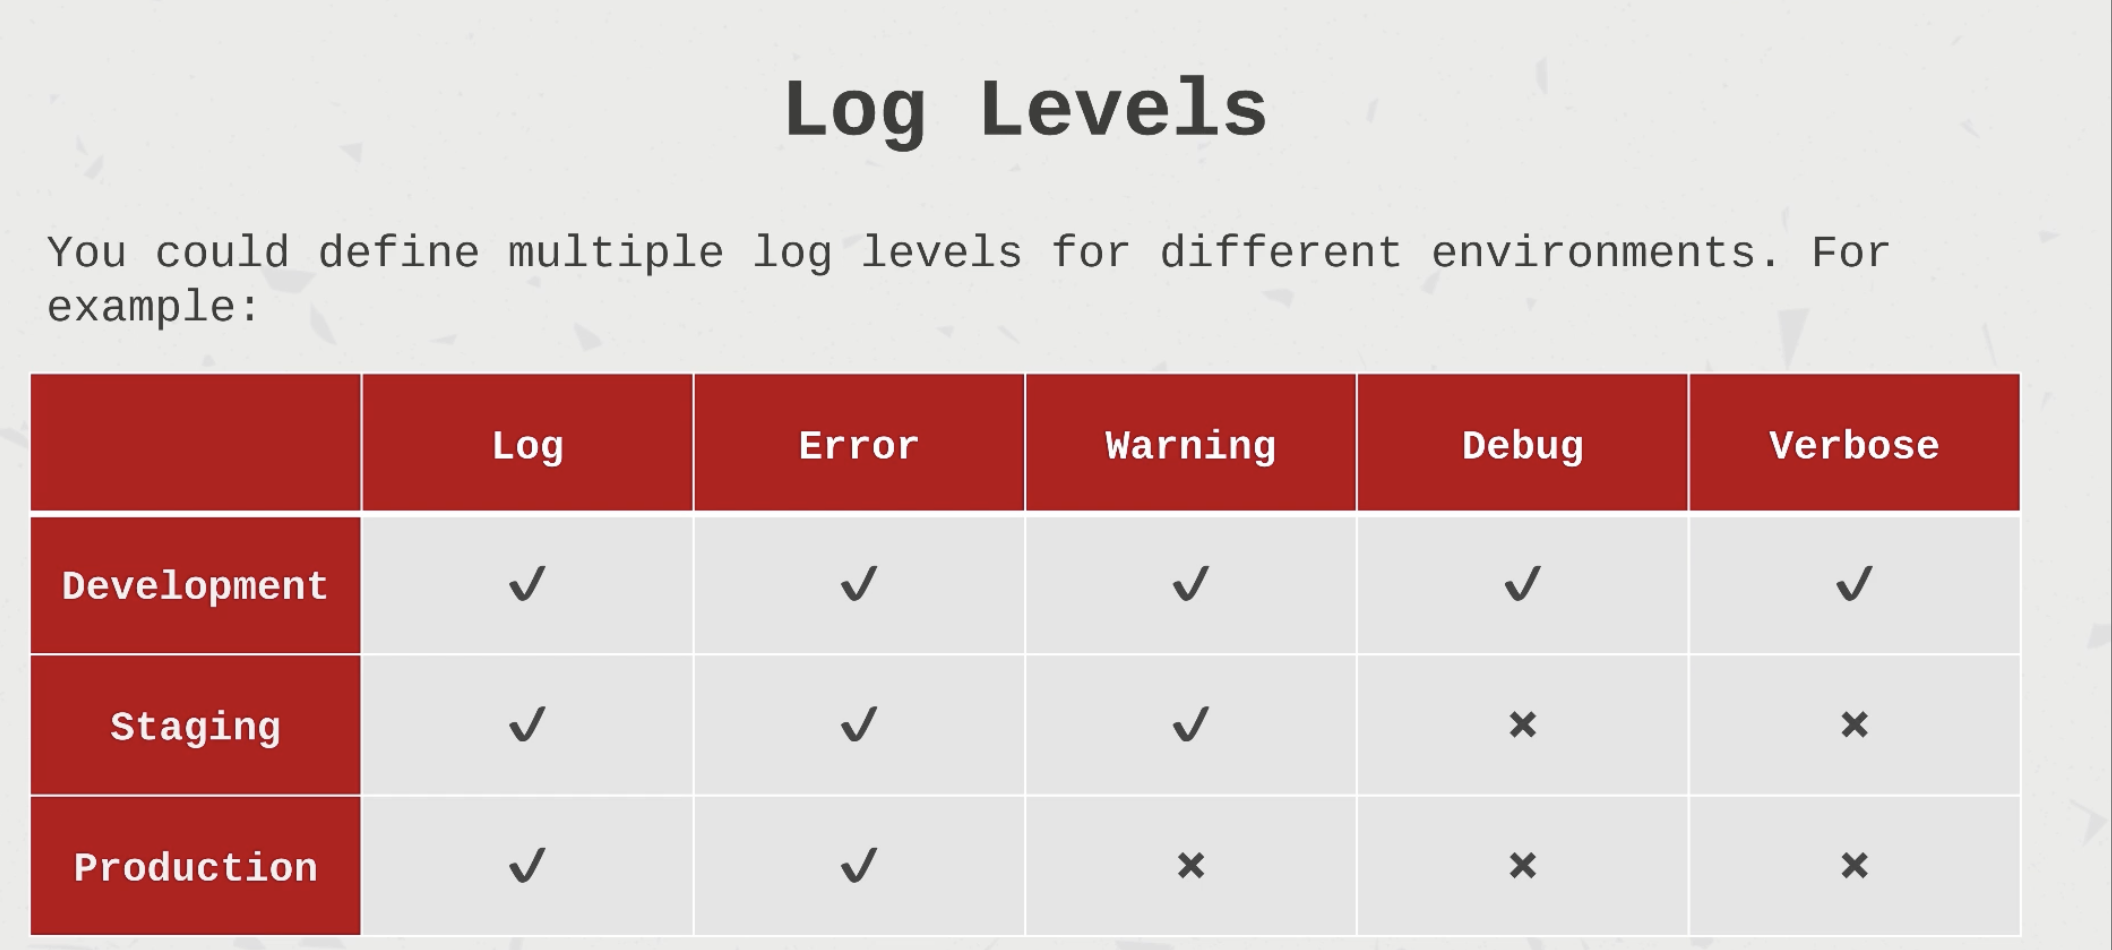 Log Levels
You could define multiple log levels for different environments. For
example:
Log Error Warning Debug Verbose
Development ✓ ✓ ✓ ✓ ✓
Staging ✓ ✓ ✓ ✖ ✖
Production ✓ ✓ ✖ ✖ ✖